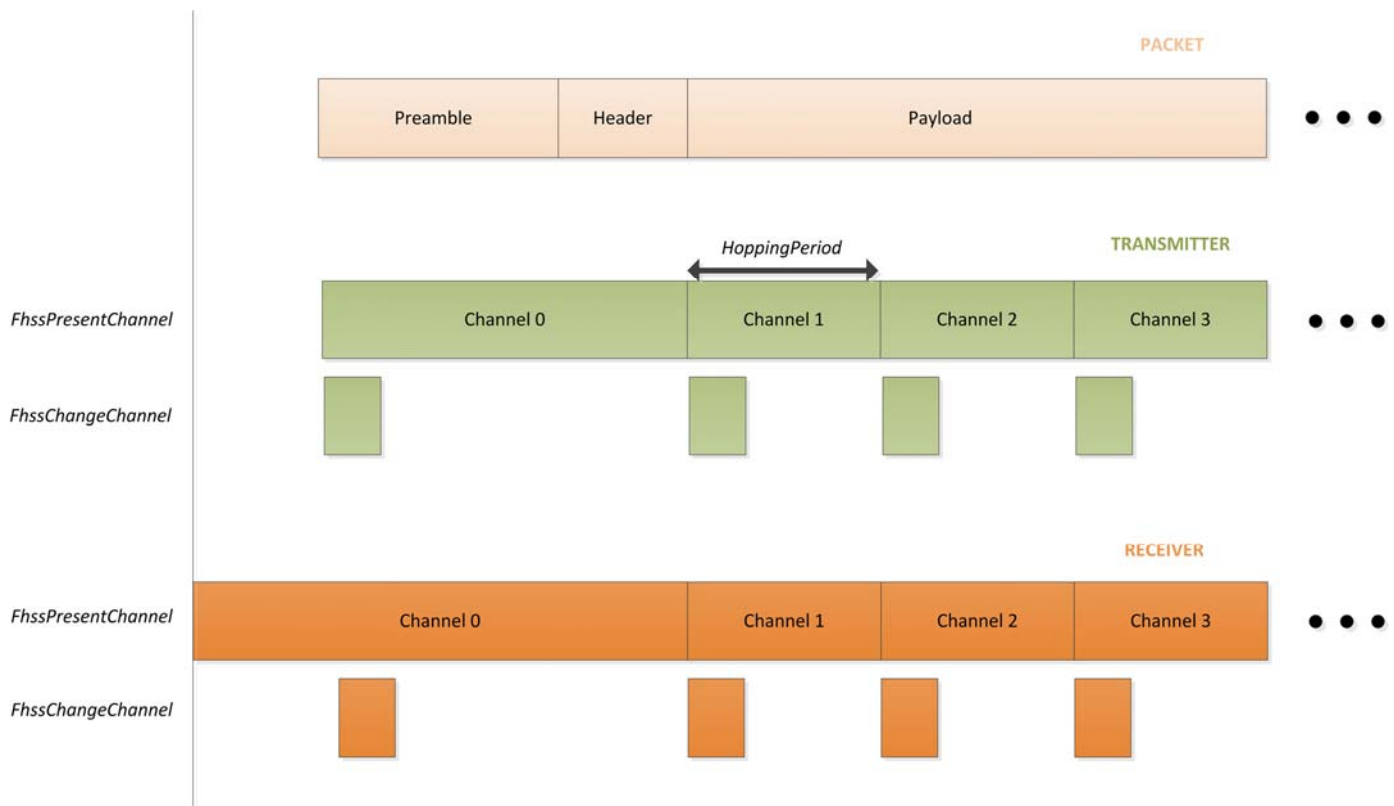 PACKET
Preamble Header Payload
HoppingPeriod
TRANSMITTER
FhssPresentChannel
Channel 0 Channel 1 Channel 2 Channel 3
FhssChangeChannel
RECEIVER
FhssPresentChannel
Channel 0 Channel 1 Channel 2 Channel 3
FhssChangeChannel